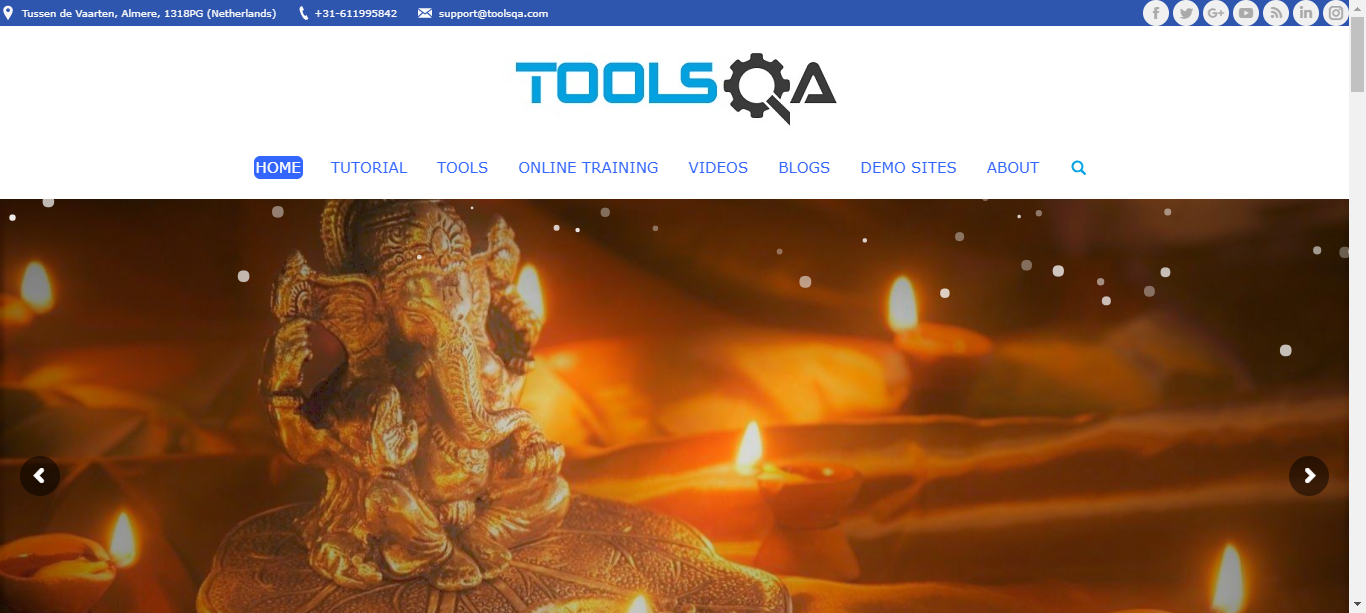 Tussen de Vaarten, Almere, 1318PG (Netherlands) +31-611995842 support@toolsqa.com
TOOLSQA
HOME TUTORIAL TOOLS ONLINE TRAINING VIDEOS BLOGS DEMO SITES ABOUT